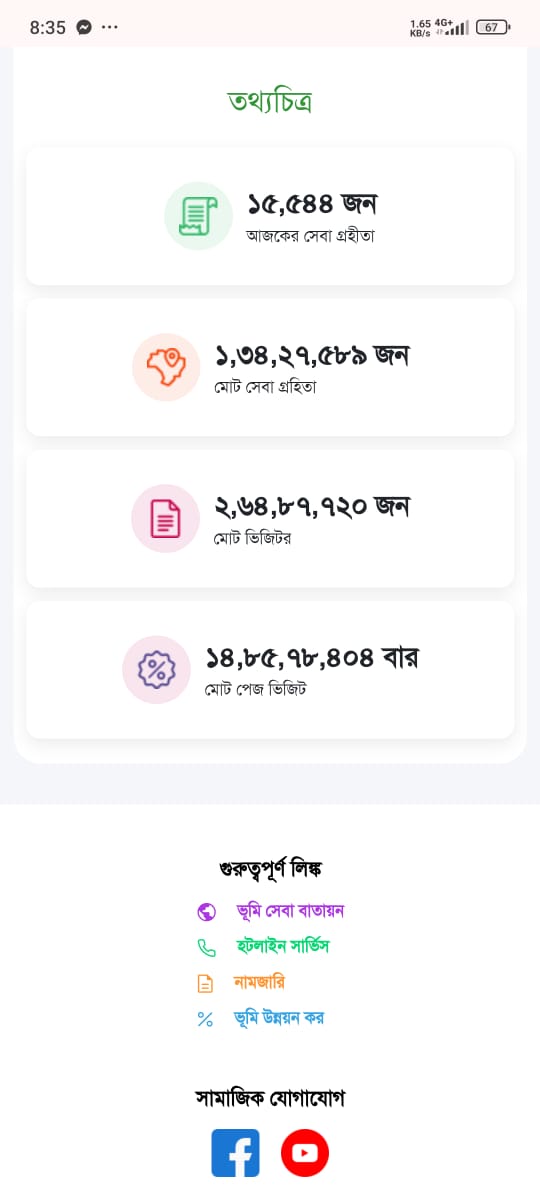 8:35
1.65 4G+
KB/s
67
তথ্যচিত্র
১৫,৫৪৪ জন
আজকের সেবা গ্রহীতা
১,৩৪,২৭,৫৮৯ জন
মোট সেবা গ্রহিতা
২,৬৪,৮৭,৭২০ জন
মোট ভিজিটর
১৪,৮৫,৭৮,৪০৪ বার
মোট পেজ ভিজিট
গুরুত্বপূর্ণ লিঙ্ক
ভূমি সেবা বাতায়ন
হটলাইন সার্ভিস
নামজারি
ভূমি উন্নয়ন কর
সামাজিক যোগাযোগ